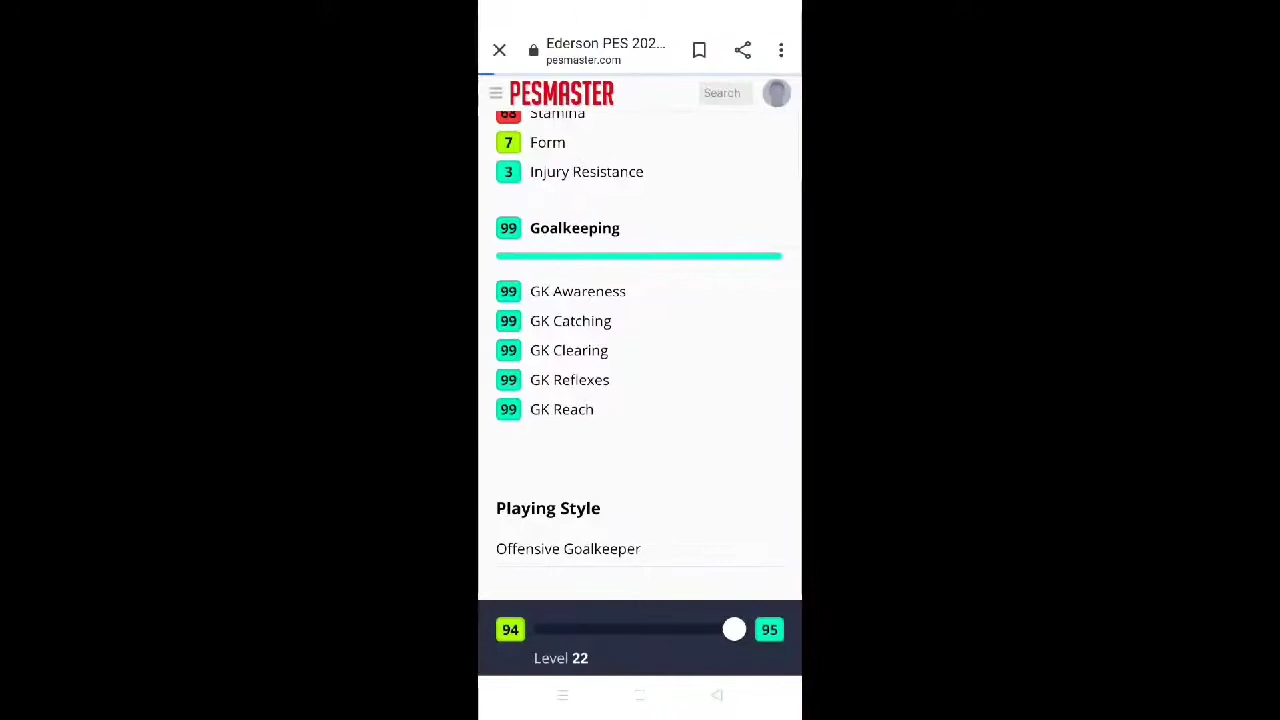 Ederson PES 202...
pesmaster.com
PESMASTER
Search
68 Stamina
7 Form
3 Injury Resistance
99 Goalkeeping
99 GK Awareness
99 GK Catching
99 GK Clearing
99 GK Reflexes
99 GK Reach
Playing Style
Offensive Goalkeeper
94 95
Level 22